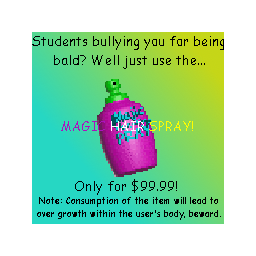 Students bullying you for being
bald? Well just use the...
MAGIC HAIR SPRAY!
Only for $99.99!
Note: Consumption of the item will lead to
over growth within the user's body, beward.